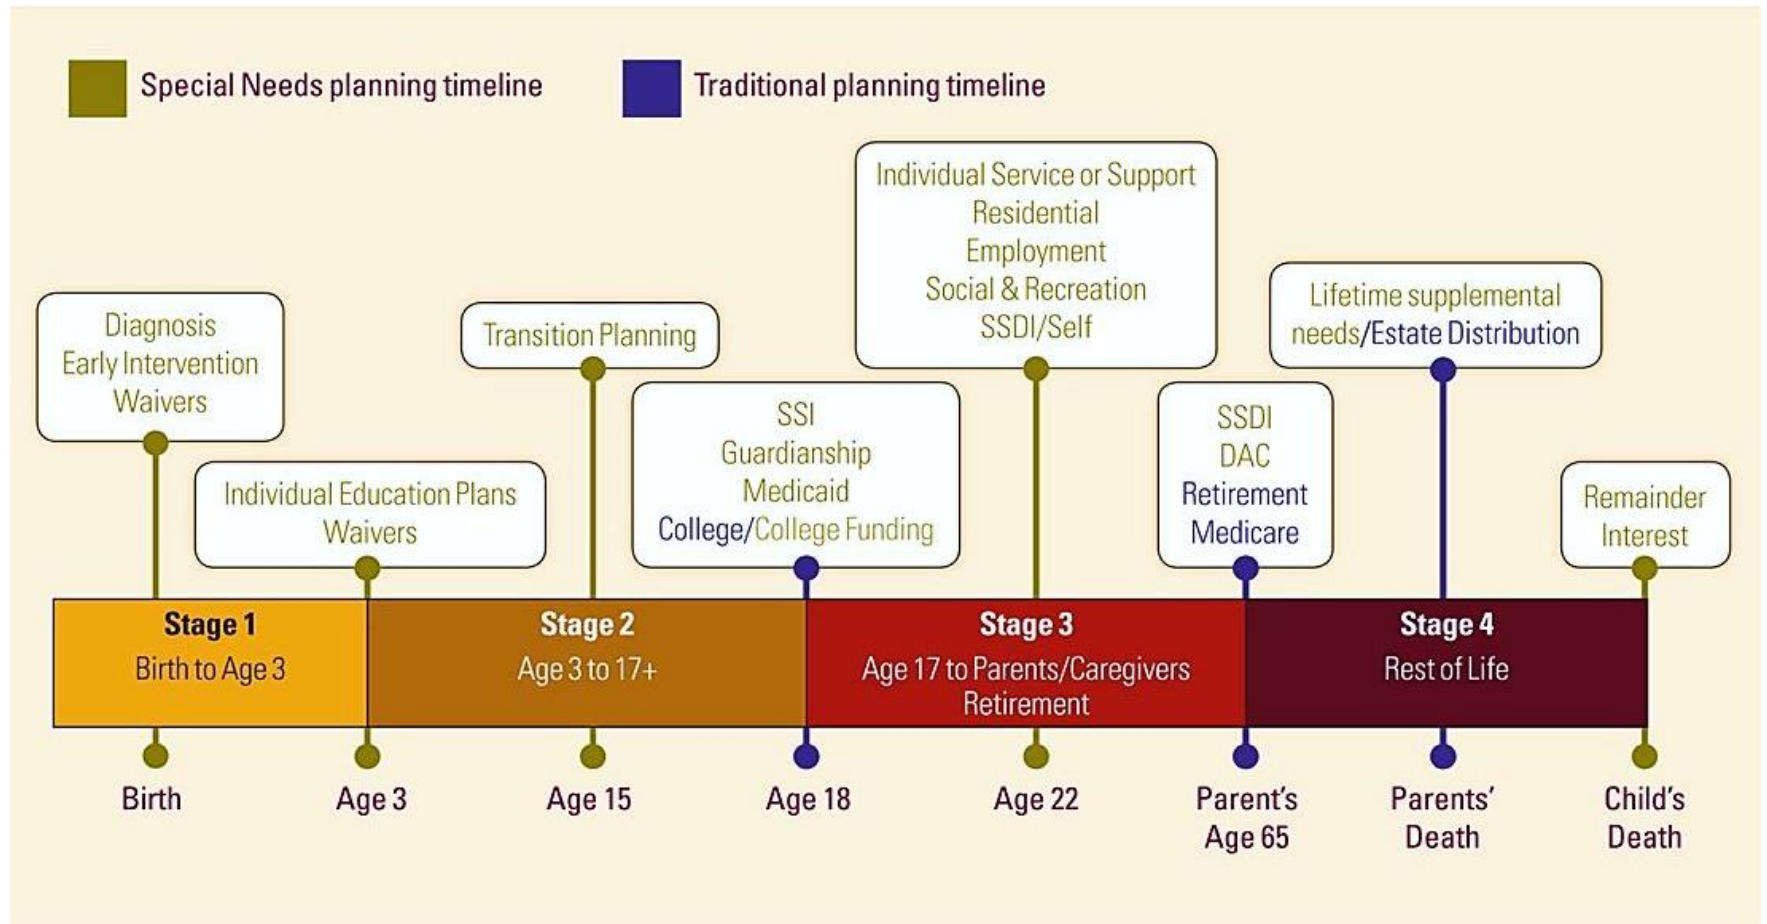 Special Needs planning timeline
Traditional planning timeline
Diagnosis
Early Intervention
Waivers
Individual Education Plans
Waivers
Transition Planning
SSI
Guardianship
Medicaid
College/College Funding
Individual Service or Support
Residential
Employment
Social & Recreation
SSDI/Self
SSDI
DAC
Retirement
Medicare
Lifetime supplemental
needs/Estate Distribution
Remainder
Interest
Stage 1
Birth to Age 3
Stage 2
Age 3 to 17+
Stage 3
Age 17 to Parents/Caregivers
Retirement
Stage 4
Rest of Life
Birth
Age 3
Age 15
Age 18
Age 22
Parent's
Age 65
Parents'
Death
Child's
Death